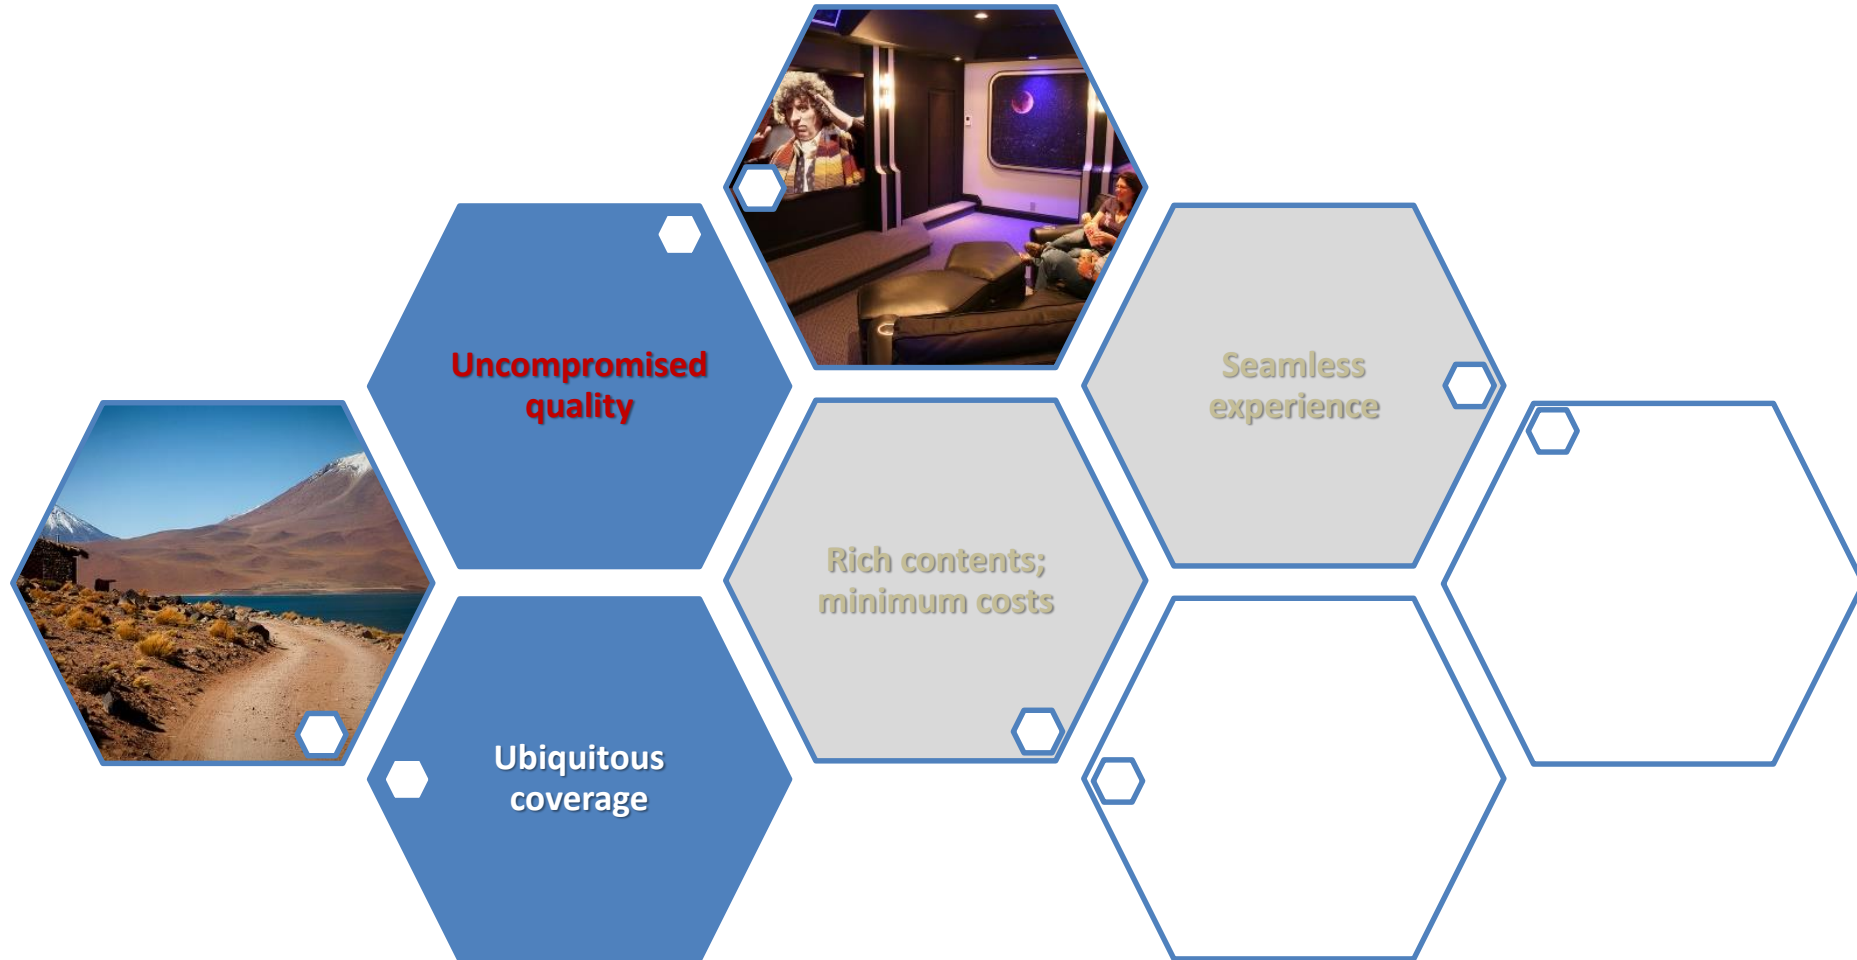 Uncompromised
quality
Seamless
experience
Rich contents;
minimum costs
Ubiquitous
coverage